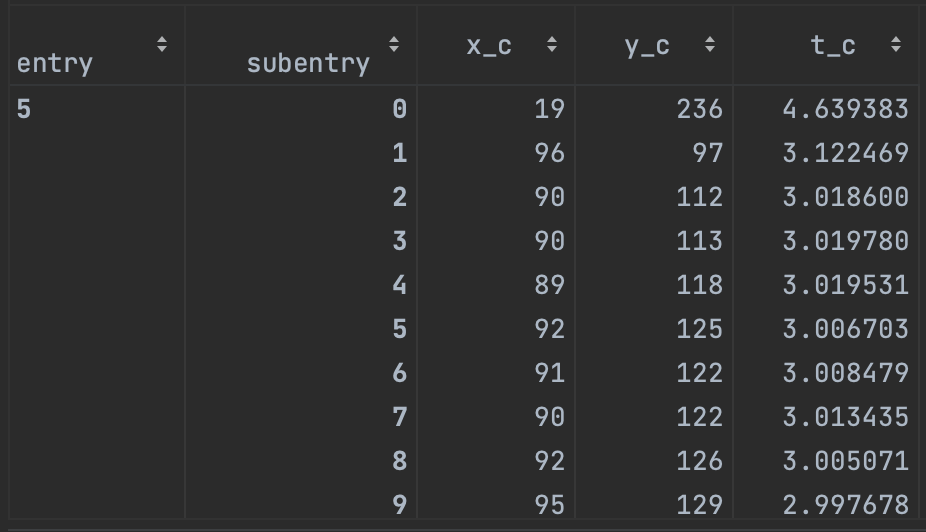 entry subentry x_c y_c t_c
5 0 19 236 4.639383
1 96 97 3.122469
2 90 112 3.018600
3 90 113 3.019780
4 89 118 3.019531
5 92 125 3.006703
6 91 122 3.008479
7 90 122 3.013435
8 92 126 3.005071
9 95 129 2.997678